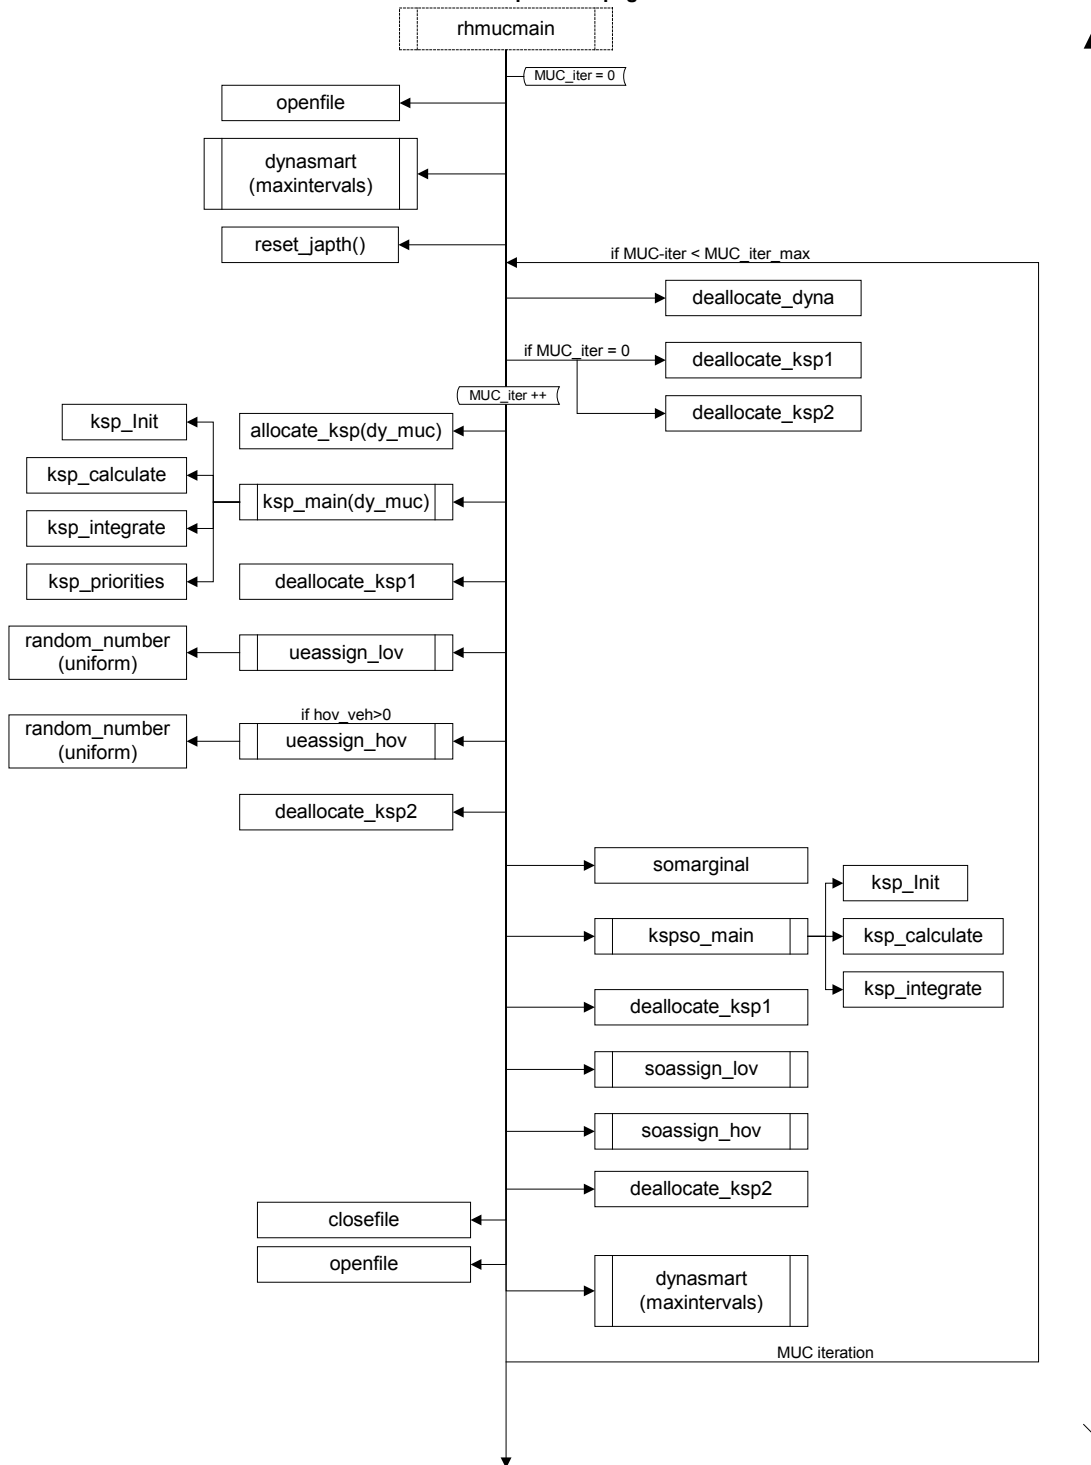 rhmucmain
MUC_iter = 0
openfile
dynasmart
(maxintervals)
reset_japth()
if MUC-iter < MUC_iter_max
deallocate_dyna
if MUC_iter = 0
deallocate_ksp1
MUC_iter ++
deallocate_ksp2
ksp_Init
allocate_ksp(dy_muc)
ksp_calculate
ksp_main(dy_muc)
ksp_integrate
ksp_priorities
deallocate_ksp1
random_number
(uniform)
ueassign_lov
if hov_veh>0
random_number
(uniform)
ueassign_hov
deallocate_ksp2
somarginal
ksp_Init
kspso_main
ksp_calculate
ksp_integrate
deallocate_ksp1
soassign_lov
soassign_hov
deallocate_ksp2
closefile
openfile
dynasmart
(maxintervals)
MUC iteration